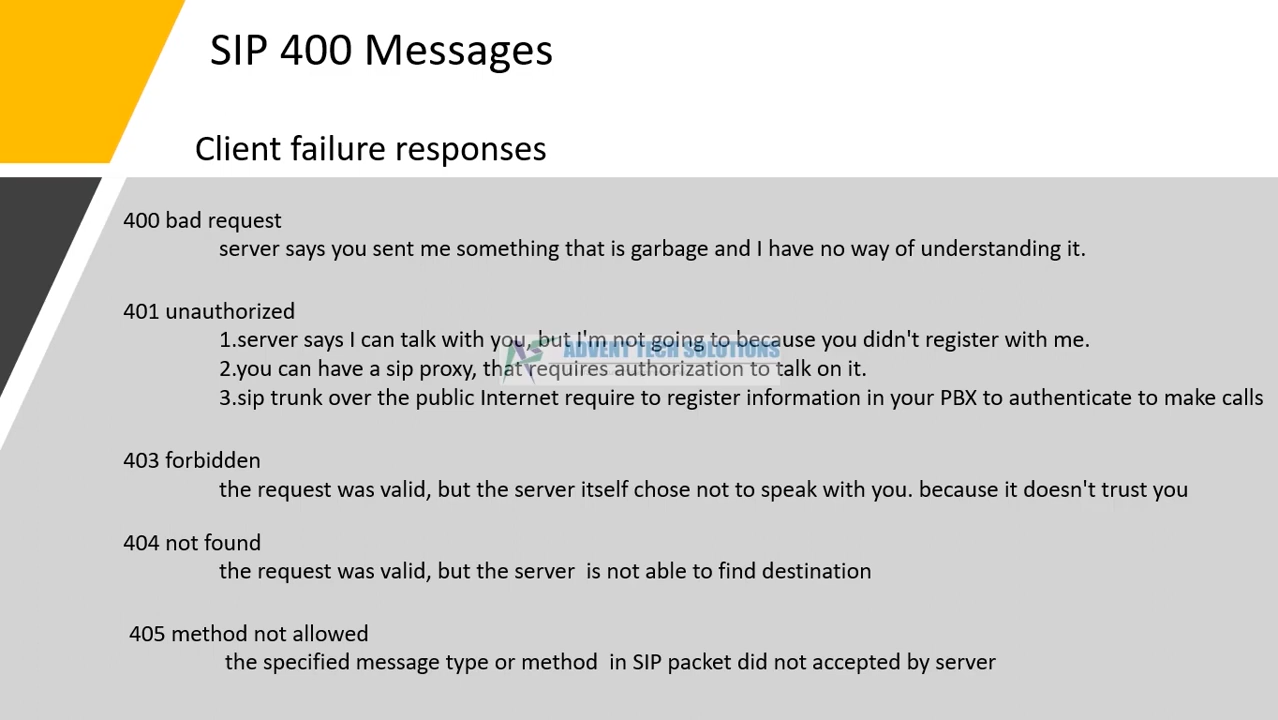 SIP 400 Messages
Client failure responses
400 bad request
server says you sent me something that is garbage and I have no way of understanding it.
401 unauthorized
1.server says I can talk with you, but I'm not going to because you didn't register with me.
ADVENT TECH SOLUTIONS
2.you can have a sip proxy, that requires authorization to talk on it.
3.sip trunk over the public Internet require to register information in your PBX to authenticate to make calls
403 forbidden
the request was valid, but the server itself chose not to speak with you. because it doesn't trust you
404 not found
the request was valid, but the server  is not able to find destination
405 method not allowed
the specified message type or method  in SIP packet did not accepted by server